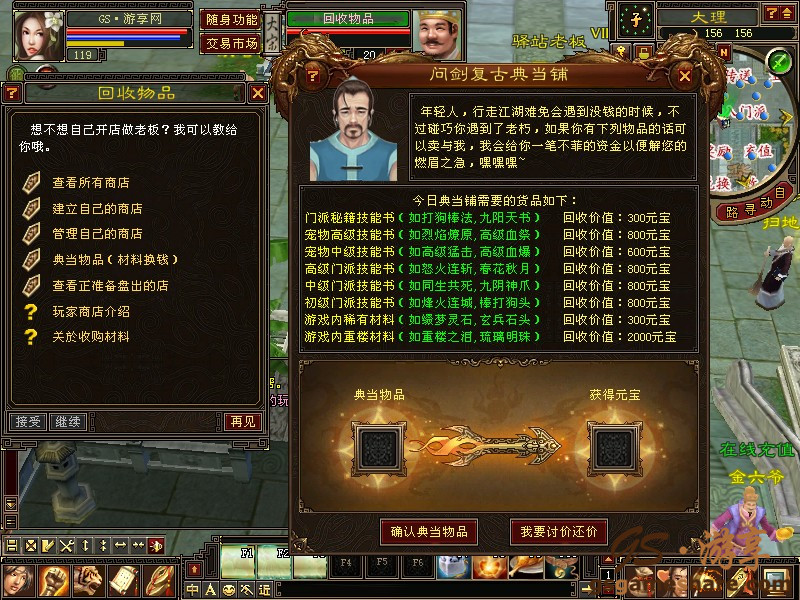 GS·游享网
119
随身功能
交易市场
回收物品
20
驿站老板
VII
子
大理
156 156
回收物品
想不想自己开店做老板？我可以教给
你哦。
查看所有商店
建立自己的商店
管理自己的商店
典当物品（材料换钱）
查看正准备盘出的店
玩家商店介绍
关於收购材料
接受
继续
再见
问剑复古典当铺
年轻人，行走江湖难免会遇到没钱的时候，不
过碰巧你遇到了老朽，如果你有下列物品的话可
以卖与我，我会给你一笔不菲的资金以便解您的
燃眉之急，嘿嘿嘿~
今日典当铺需要的货品如下：
门派秘籍技能书（如打狗棒法,九阳天书） 回收价值：300元宝
宠物高级技能书（如烈焰燎原,高级血祭） 回收价值：800元宝
宠物中级技能书（如高级猛击,高级血爆） 回收价值：600元宝
高级门派技能书（如怒火连斩,春花秋月） 回收价值：800元宝
中级门派技能书（如同生共死,九阴神爪） 回收价值：800元宝
初级门派技能书（如烽火连城,棒打狗头） 回收价值：800元宝
游戏内稀有材料（如缀梦灵石,玄兵石头） 回收价值：300元宝
游戏内重楼材料（如重楼之泪,琉璃明珠） 回收价值：2000元宝
典当物品
获得元宝
确认典当物品
我要讨价还价
自
动
寻
路
扫地
在线充值
金六爷
GS·游享
F1
F2
F4
F5
F6
1
中
A
近